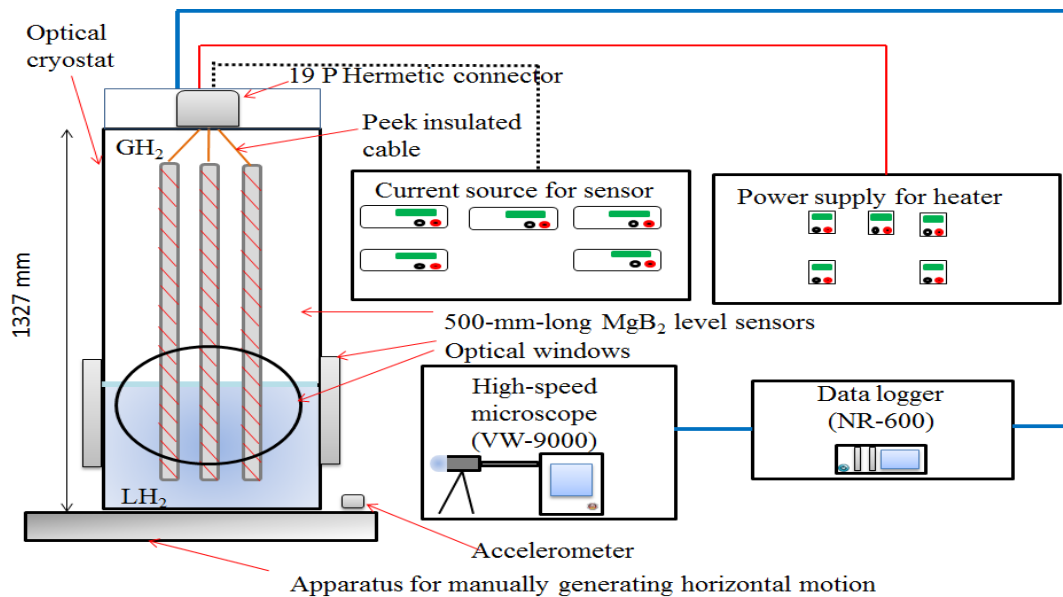 Optical
cryostat
19 P Hermetic connector
Peek insulated
cable
GH₂
Current source for sensor
Power supply for heater
1327 mm
500-mm-long MgB₂ level sensors
Optical windows
High-speed
microscope
(VW-9000)
Data logger
(NR-600)
LH₂
Accelerometer
Apparatus for manually generating horizontal motion